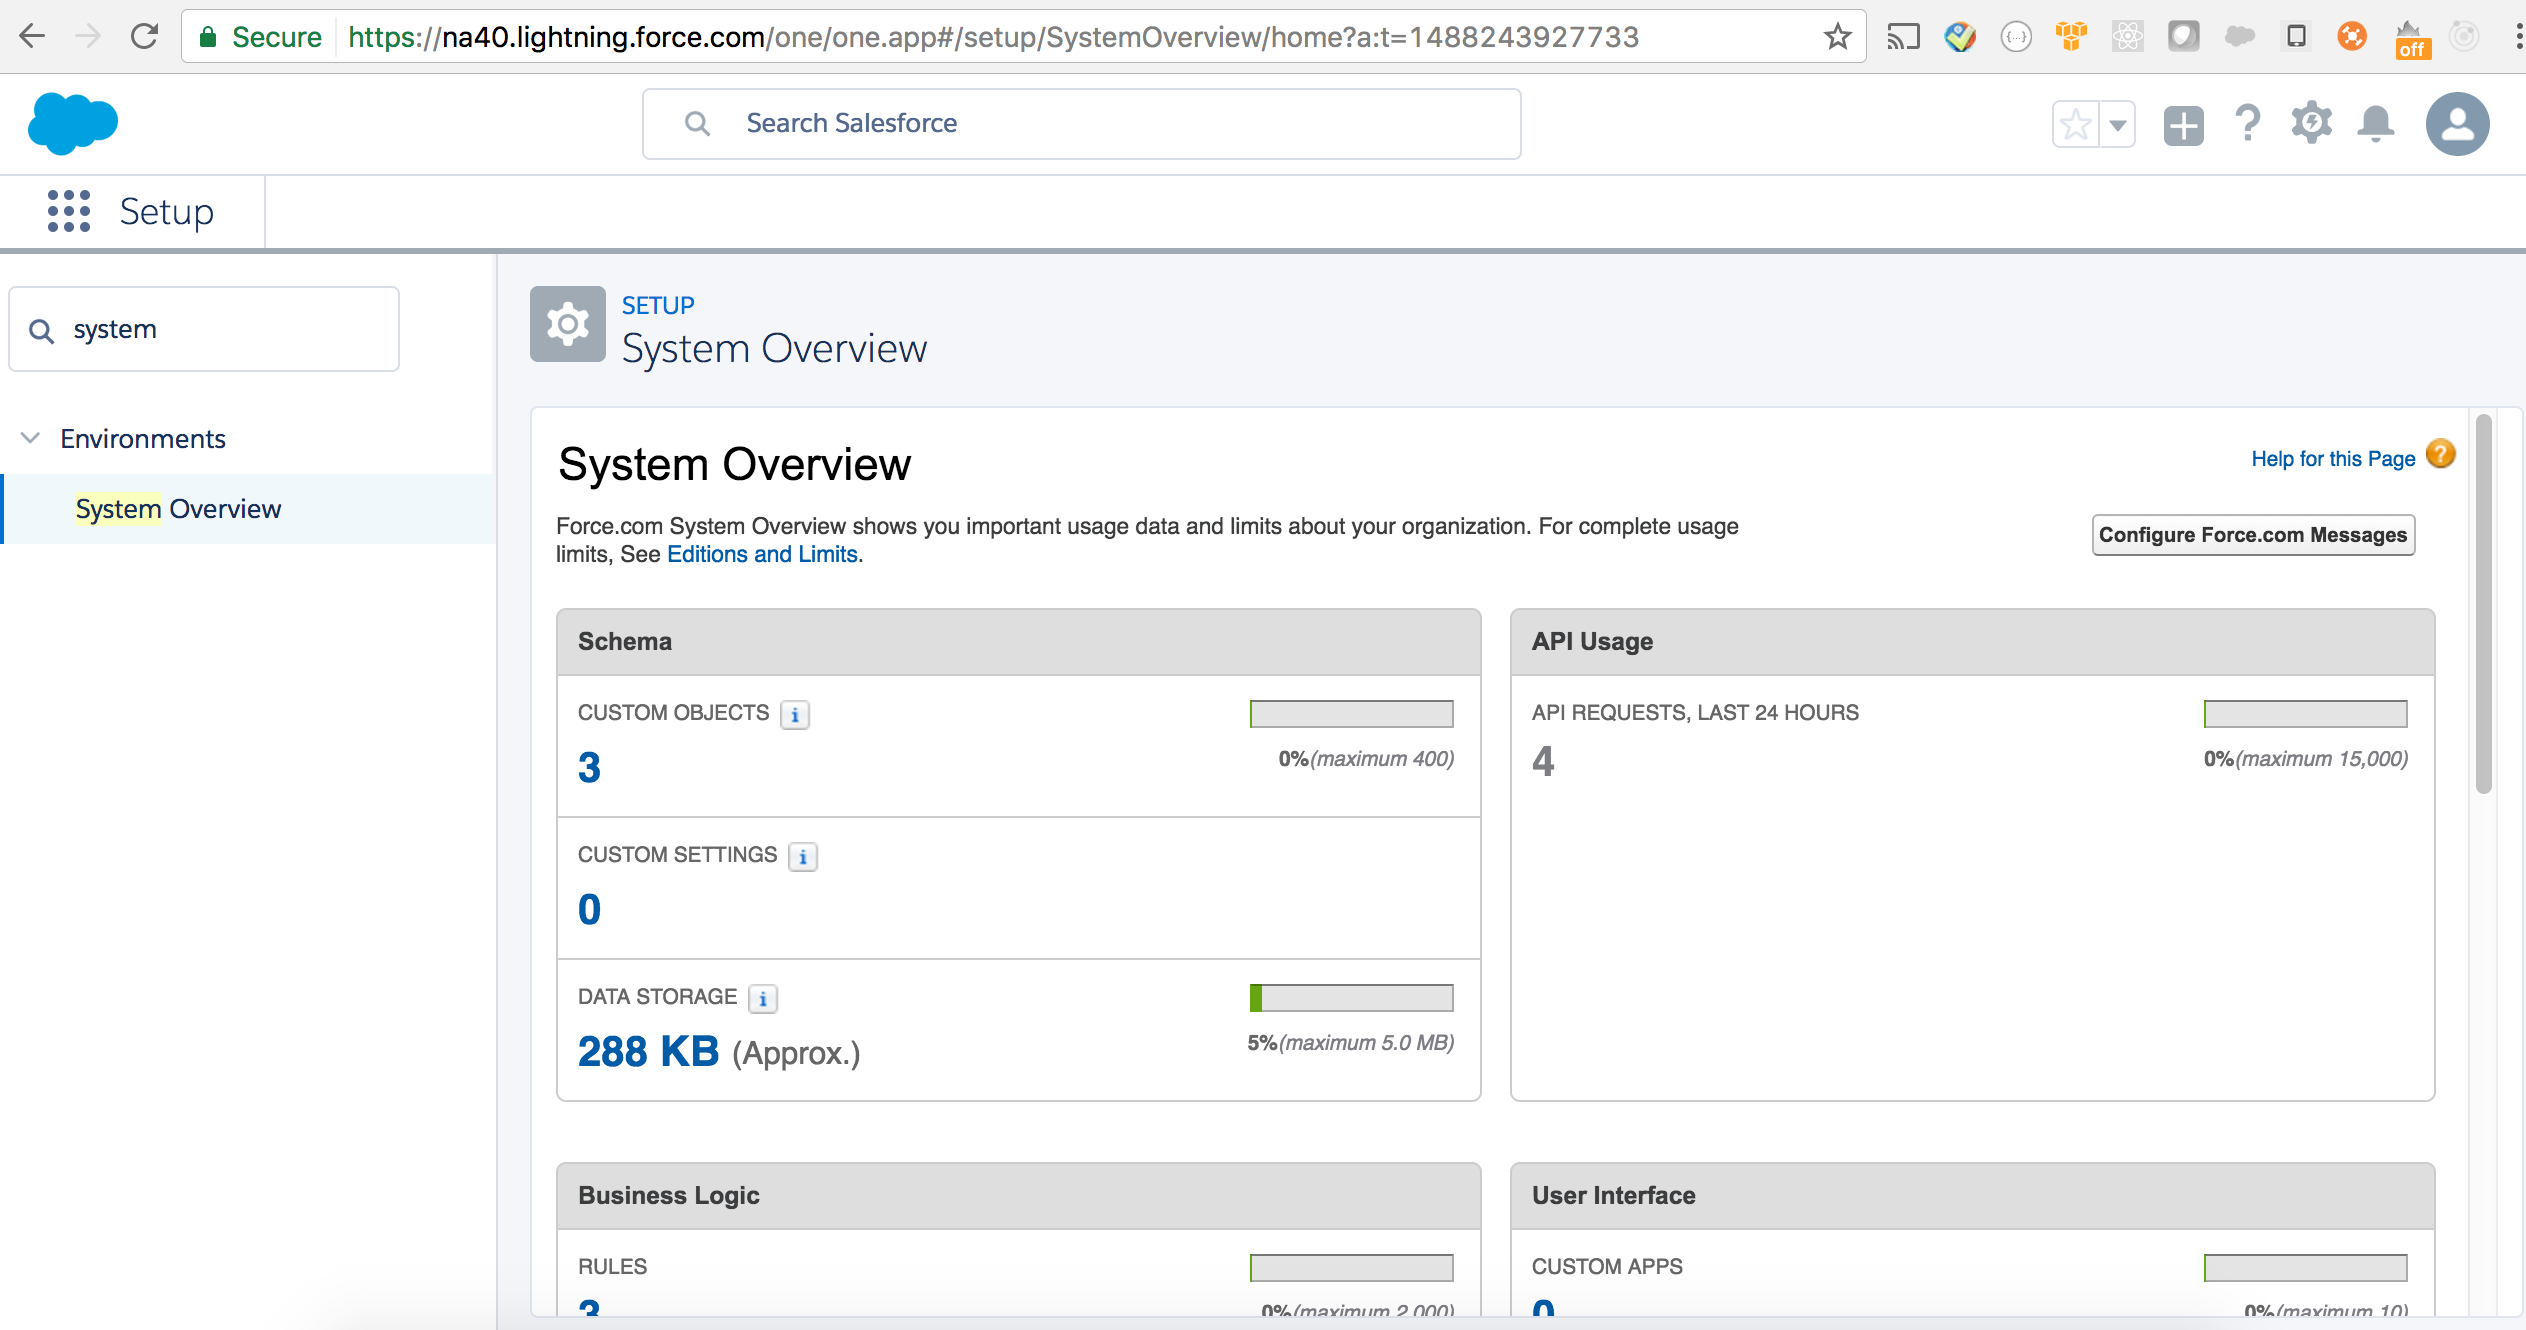 Secure https://na40.lightning.force.com/one/one.app#/setup/SystemOverview/home?a:t=1488243927733
off
Search Salesforce
Setup
system
Environments
System Overview
SETUP
System Overview
System Overview
Help for this Page
Force.com System Overview shows you important usage data and limits about your organization. For complete usage
limits, See Editions and Limits.
Configure Force.com Messages
Schema
CUSTOM OBJECTS
3
0%(maximum 400)
CUSTOM SETTINGS
0
DATA STORAGE
288 KB (Approx.)
5%(maximum 5.0 MB)
API Usage
API REQUESTS, LAST 24 HOURS
4
0%(maximum 15,000)
Business Logic
RULES
3
0%(maximum 2,000)
User Interface
CUSTOM APPS
0
0%(maximum 10)